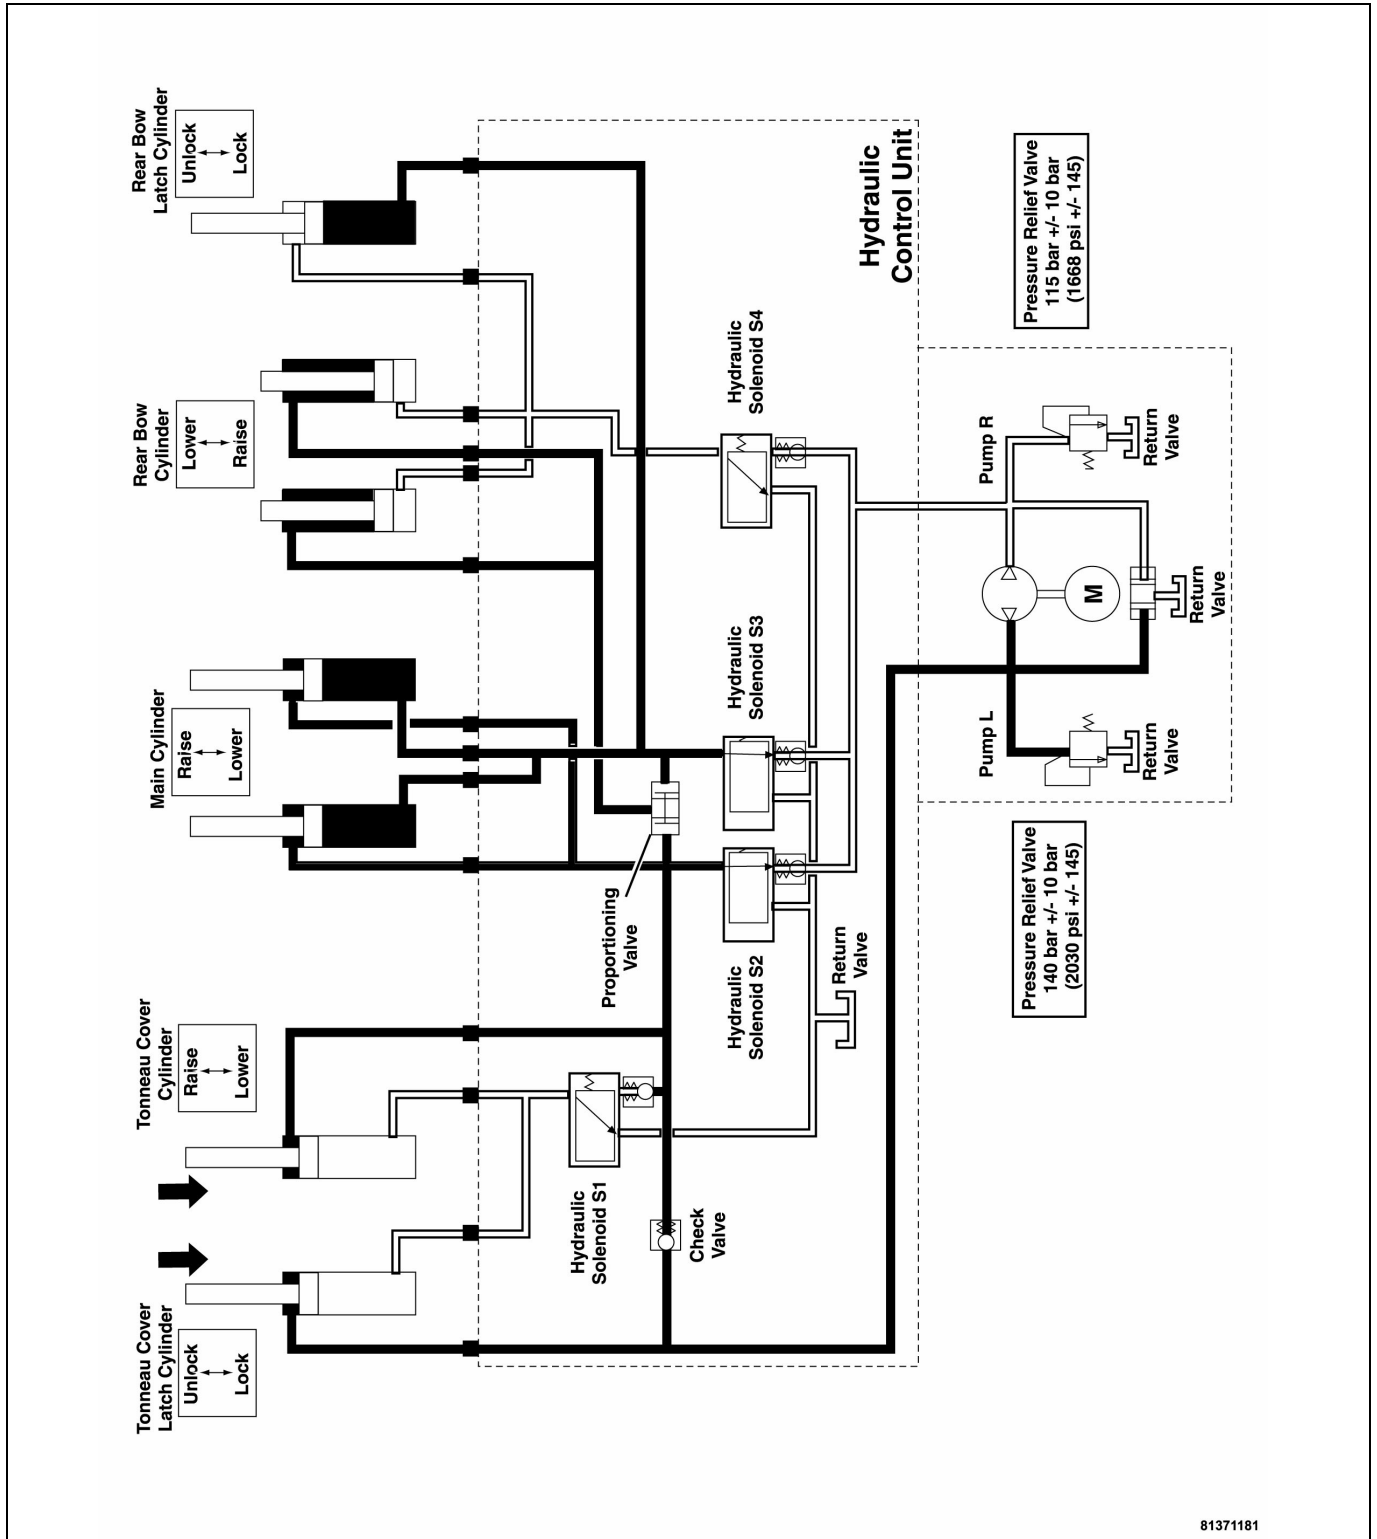 Rear Bow
Latch Cylinder
Unlock
Lock
Rear Bow
Cylinder
Lower
Raise
Main Cylinder
Raise
Lower
Tonneau Cover
Cylinder
Raise
Lower
Tonneau Cover
Latch Cylinder
Unlock
Lock
Hydraulic
Control Unit
Hydraulic
Solenoid S4
Hydraulic
Solenoid S3
Proportioning
Valve
Hydraulic
Solenoid S2
Return
Valve
Hydraulic
Solenoid S1
Check
Valve
Pump R
Return
Valve
M
Return
Valve
Pump L
Return
Valve
Pressure Relief Valve
115 bar +/- 10 bar
(1668 psi +/- 145)
Pressure Relief Valve
140 bar +/- 10 bar
(2030 psi +/- 145)
81371181